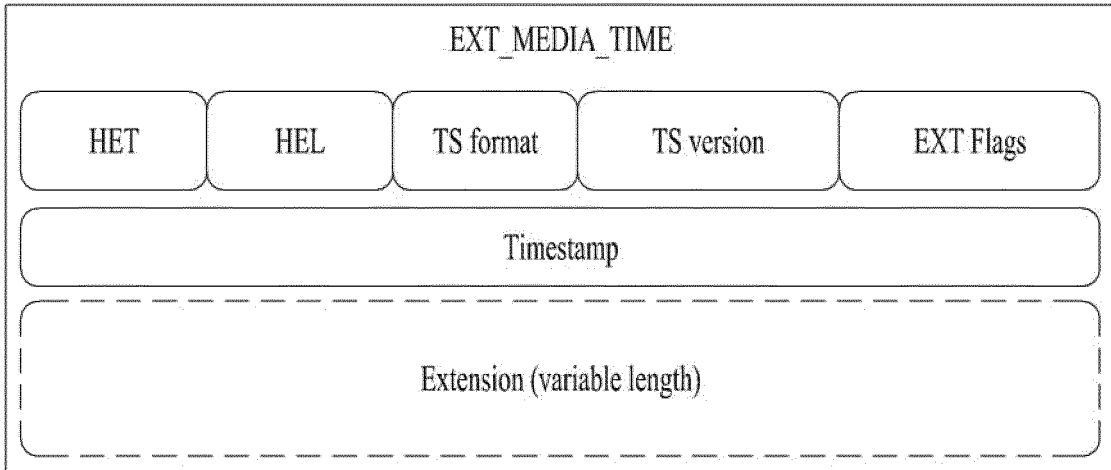 EXT_MEDIA_TIME
HET HEL TS format TS version EXT Flags
Timestamp
Extension (variable length)